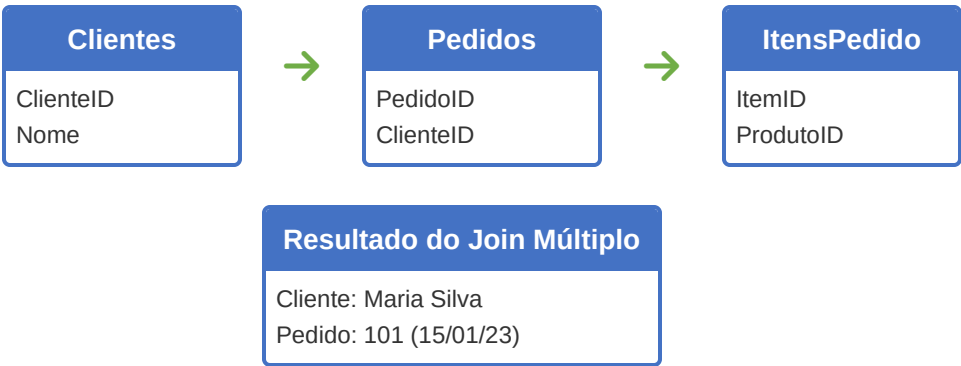 Clientes
ClienteID
Nome
Pedidos
PedidoID
ClienteID
ItensPedido
ItemID
ProdutoID
Resultado do Join Múltiplo
Cliente: Maria Silva
Pedido: 101 (15/01/23)